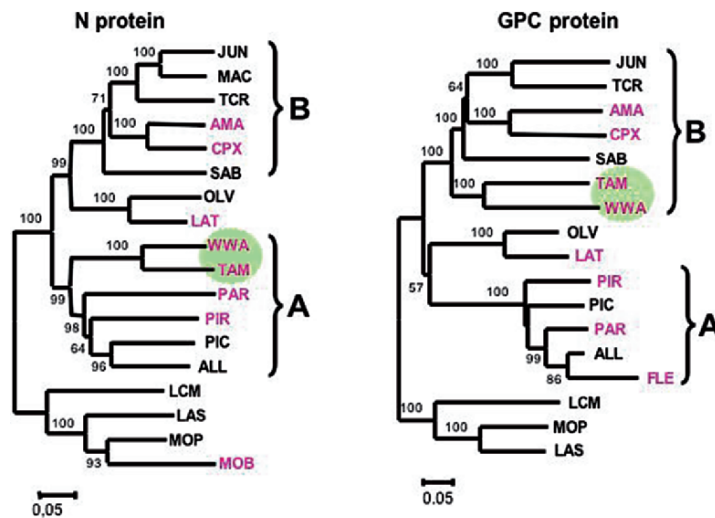 N protein
100
JUN
100
MAC
71
TCR
100
AMA
100
CPX
99
SAB
B
100
OLV
100
LAT
100
WWA
99
TAM
PAR
98
PIR
64
PIC
96
ALL
A
LCM
100
LAS
MOP
93
MOB
0,05
GPC protein
100
JUN
64
TCR
100
AMA
100
CPX
100
SAB
100
TAM
WWA
B
100
OLV
LAT
57
100
PIR
PIC
PAR
99
ALL
86
FLE
A
100
LCM
100
MOP
LAS
0.05